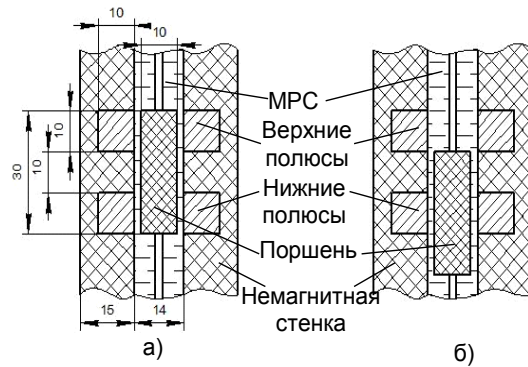 10
10
МРС
Верхние
полюсы
Нижние
полюсы
Поршень
Немагнитная
стенка
30
10
10
15
14
а)
б)